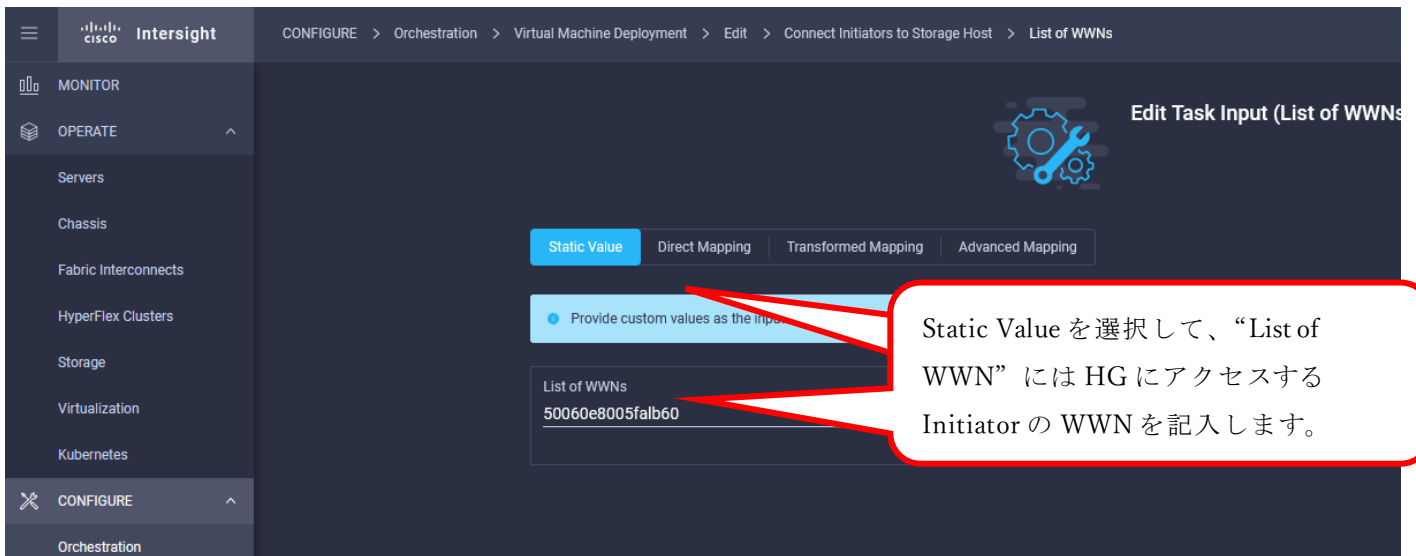 cisco Intersight
CONFIGURE > Orchestration > Virtual Machine Deployment > Edit > Connect Initiators to Storage Host > List of WWNs
MONITOR
OPERATE
Servers
Chassis
Fabric Interconnects
HyperFlex Clusters
Storage
Virtualization
Kubernetes
CONFIGURE
Orchestration
Edit Task Input (List of WWNs
Static Value Direct Mapping Transformed Mapping Advanced Mapping
Provide custom values as the
List of WWNs
50060e8005falb60
Static Value を選択して、“List of
WWN” には HG にアクセスする
Initiator の WWN を記入します。